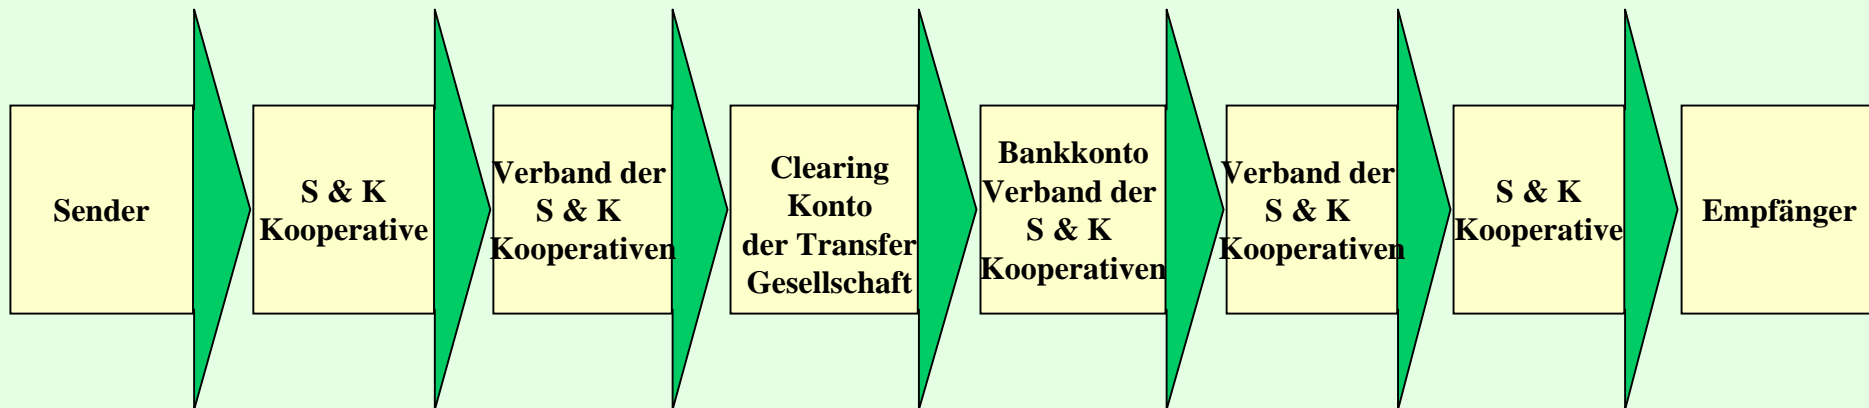 Sender
S & K
Kooperative
Verband der
S & K
Kooperativen
Clearing
Konto
der Transfer
Gesellschaft
Bankkonto
Verband der
S & K
Kooperativen
Verband der
S & K
Kooperativen
S & K
Kooperative
Empfänger